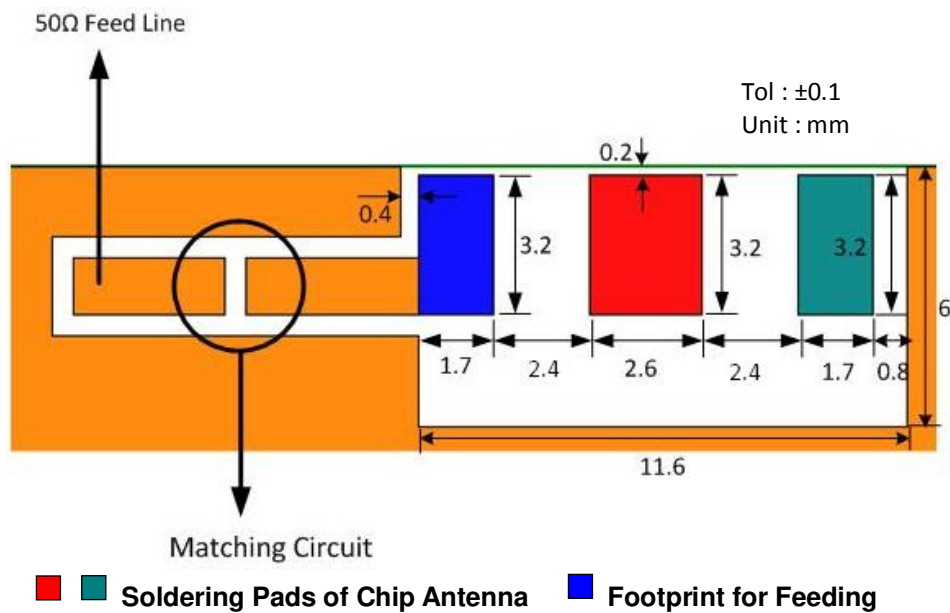 50Ω Feed Line
Tol : ±0.1
Unit : mm
0.2
0.4
3.2
3.2
3.2
6
1.7
2.4
2.6
2.4
1.7
0.8
11.6
Matching Circuit
Soldering Pads of Chip Antenna
Footprint for Feeding